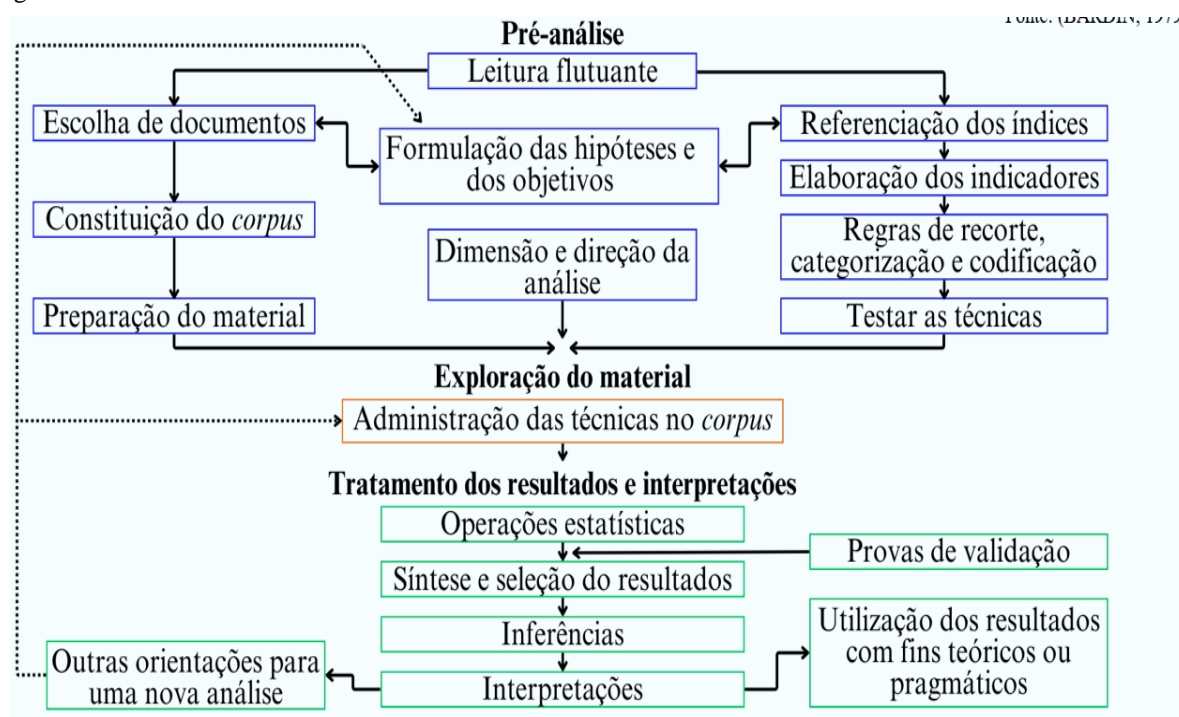 Fonte: (BARDIN, 1979
Pré-análise
Leitura flutuante
Escolha de documentos
Formulação das hipóteses e
dos objetivos
Referenciação dos índices
Elaboração dos indicadores
Constituição do corpus
Regras de recorte,
categorização e codificação
Dimensão e direção da
análise
Preparação do material
Testar as técnicas
Exploração do material
Administração das técnicas no corpus
Tratamento dos resultados e interpretações
Operações estatísticas
Provas de validação
Síntese e seleção do resultados
Inferências
Utilização dos resultados
com fins teóricos ou
pragmáticos
Outras orientações para
uma nova análise
Interpretações